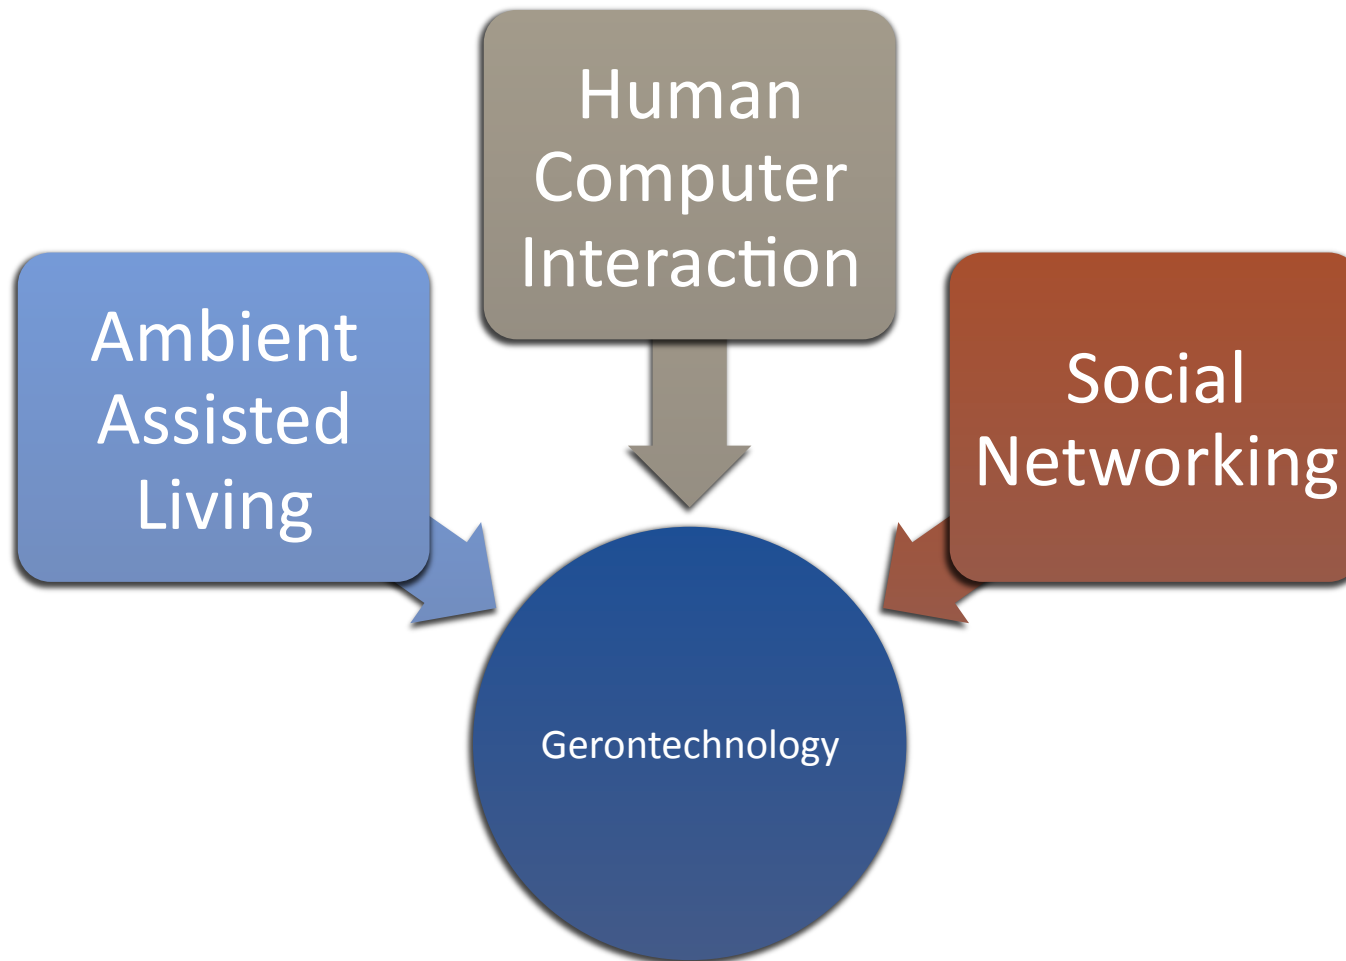 Human
Computer
Interaction
Ambient
Assisted
Living
Social
Networking
Gerontechnology